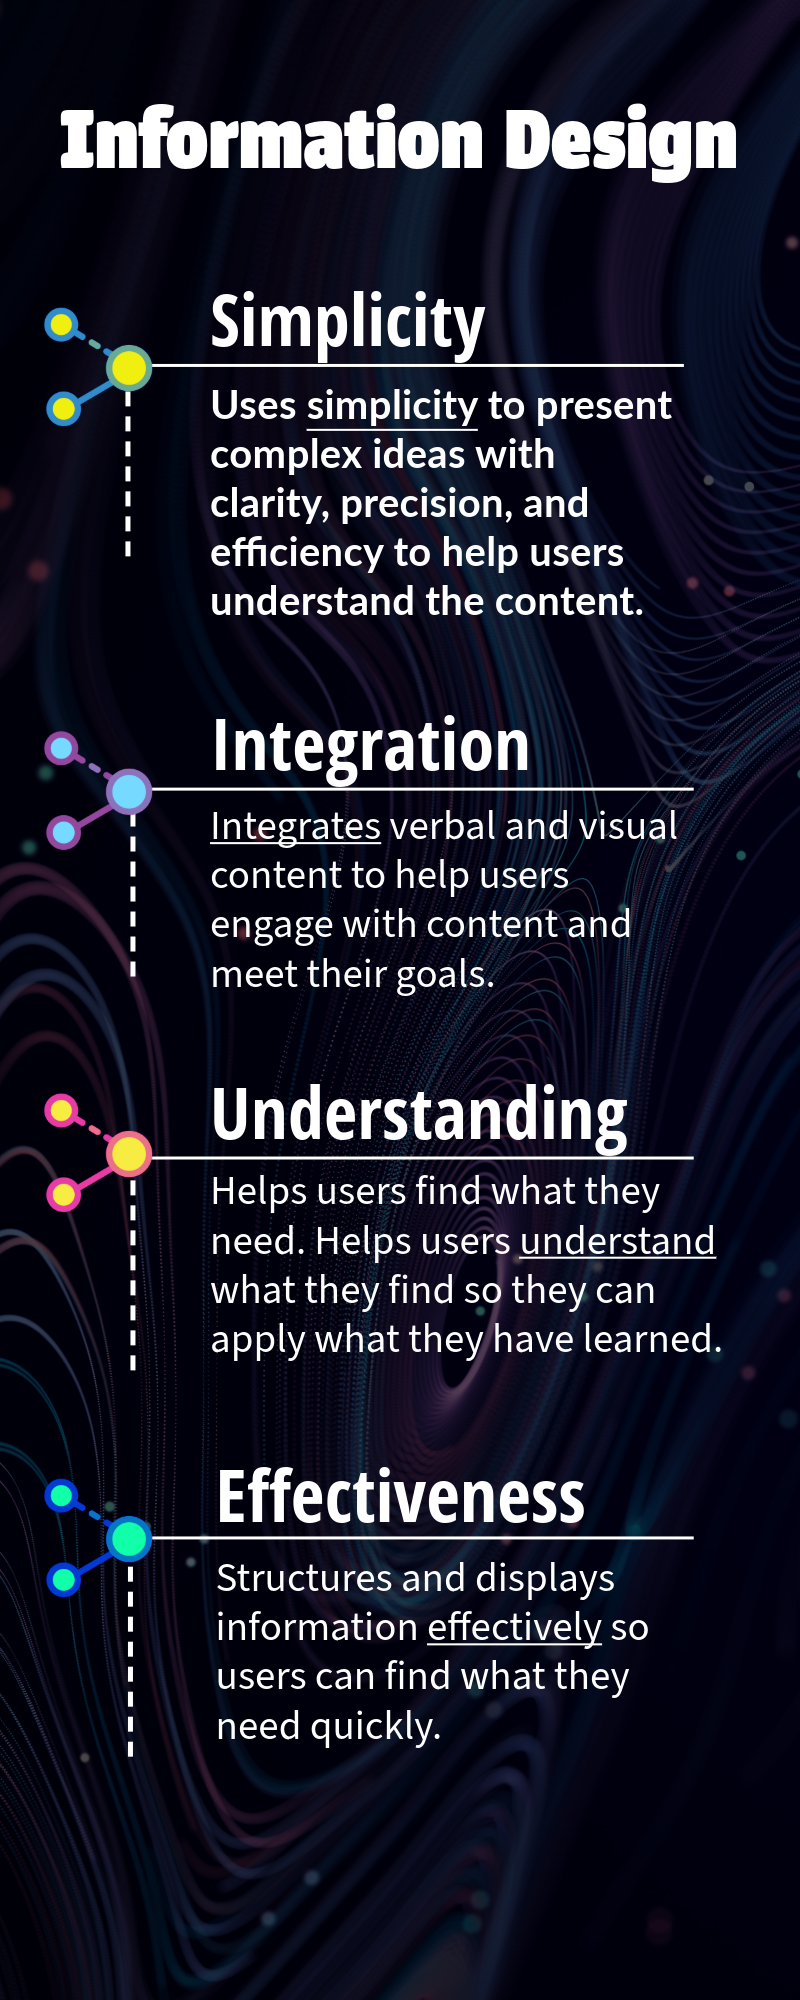 Information Design
Simplicity
Uses simplicity to present
complex ideas with
clarity, precision, and
efficiency to help users
understand the content.
Integration
Integrates verbal and visual
content to help users
engage with content and
meet their goals.
Understanding
Helps users find what they
need. Helps users understand
what they find so they can
apply what they have learned.
Effectiveness
Structures and displays
information effectively so
users can find what they
need quickly.